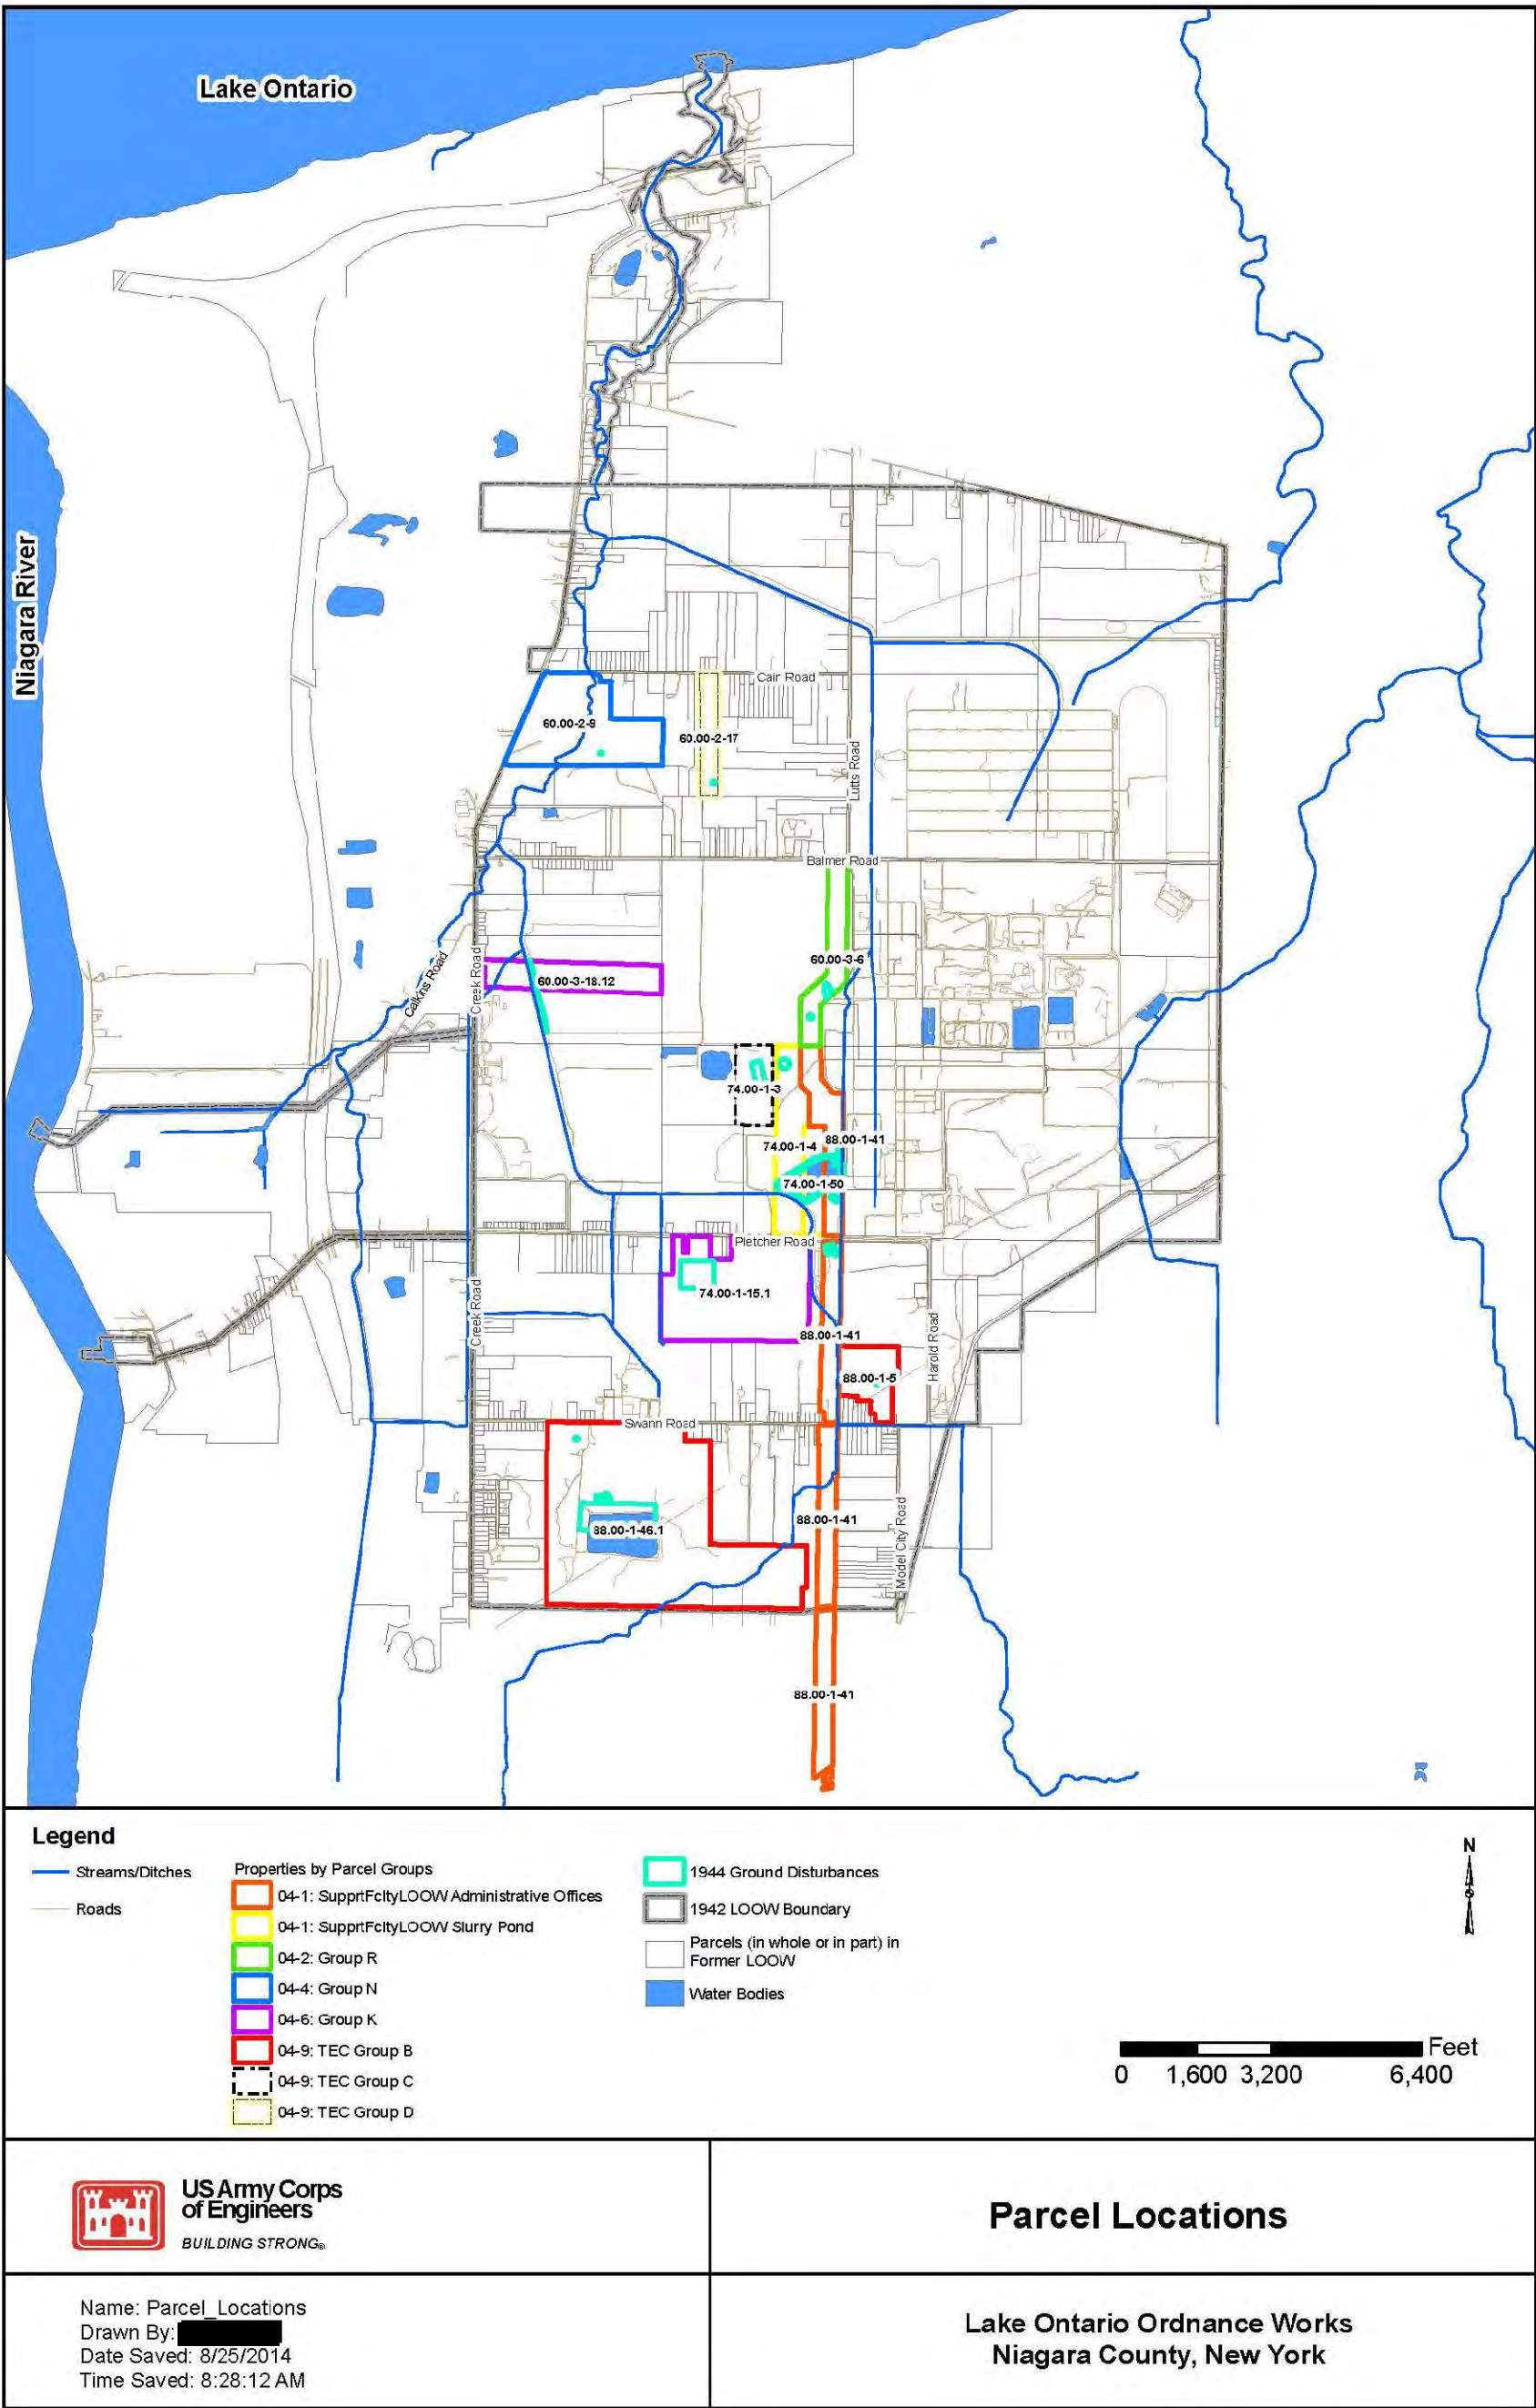 Lake Ontario
Niagara River
Cain Road
60.00-2-9
60.00-2-17
Lutts Road
Balmer Road
60.00-3-6
Creek Road
Calkins Road
60.00-3-18.12
74.00-1-3
88.00-1-41
74.00-1-4
74.00-1-50
Pletcher Road
74.00-1-15.1
Creek Road
88.00-1-41
Harold Road
88.00-1-5
Swann Road
88.00-1-41
88.00-1-46.1
Model City Road
88.00-1-41
Legend
Streams/Ditches
Roads
Properties by Parcel Groups
04-1: SupprtFcltyLOOW Administrative Offices
04-1: SupprtFcltyLOOW Slurry Pond
04-2: Group R
04-4: Group N
04-6: Group K
04-9: TEC Group B
04-9: TEC Group C
04-9: TEC Group D
1944 Ground Disturbances
1942 LOOW Boundary
Parcels (in whole or in part) in
Former LOOW
Water Bodies
N
Feet
0 1,600 3,200 6,400
US Army Corps
of Engineers
BUILDING STRONG®
Parcel Locations
Name: Parcel_Locations
Drawn By:
Date Saved: 8/25/2014
Time Saved: 8:28:12 AM
Lake Ontario Ordnance Works
Niagara County, New York